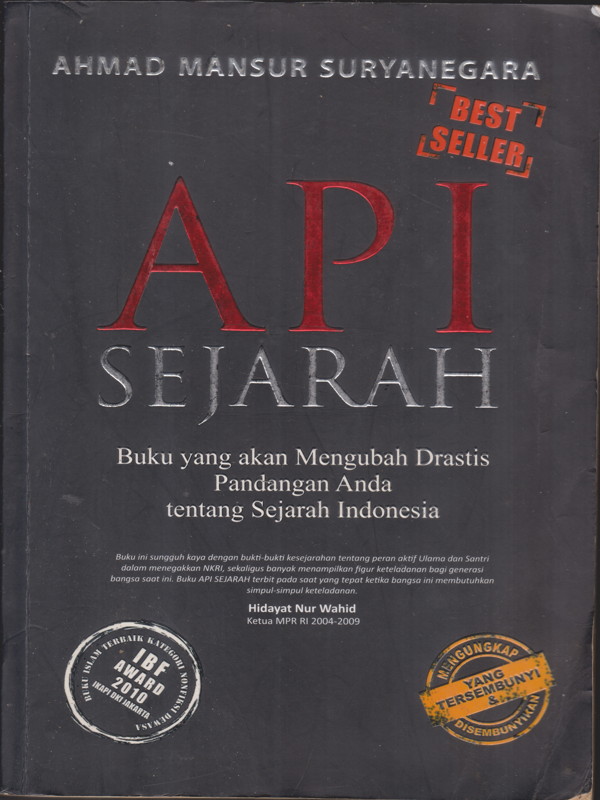 AHMAD MANSUR SURYANEGARA
BEST
SELLER
API
SEJARAH
Buku yang akan Mengubah Drastis
Pandangan Anda
tentang Sejarah Indonesia
Buku ini sungguh kaya dengan bukti-bukti kesejarahan tentang peran aktif Ulama dan Santri
dalam menegakkan NKRI, sekaligus banyak menampilkan figur keteladanan bagi generasi
bangsa saat ini. Buku API SEJARAH terbit pada saat yang tepat ketika bangsa ini membutuhkan
simpul-simpul keteladanan.
Hidayat Nur Wahid
Ketua MPR RI 2004-2009
BUKU ISLAM TERBAIK KATEGORI NONFIKSI DEWASA
IBF
AWARD
2010
IKAPI DKI JAKARTA
MENGUNGKAP
YANG
TERSEMBUNYI
&
DISEMBUNYIKAN